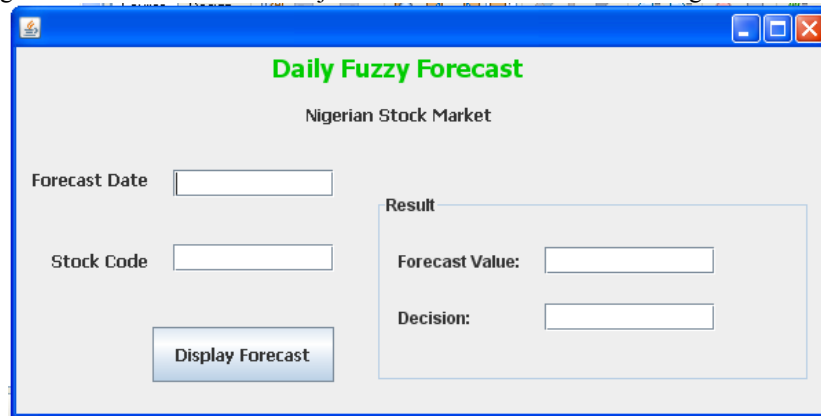 Daily Fuzzy Forecast
Nigerian Stock Market
Forecast Date
Stock Code
Display Forecast
Result
Forecast Value:
Decision: